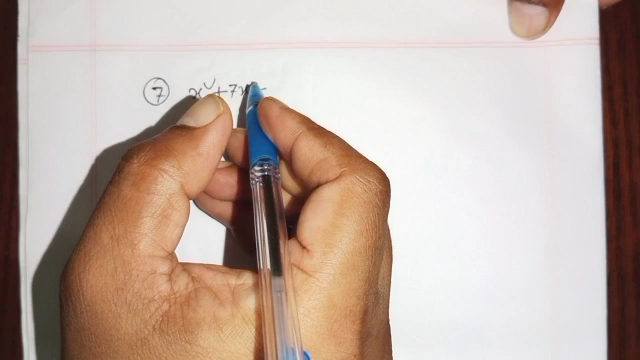 ⑦ x² + 7x -